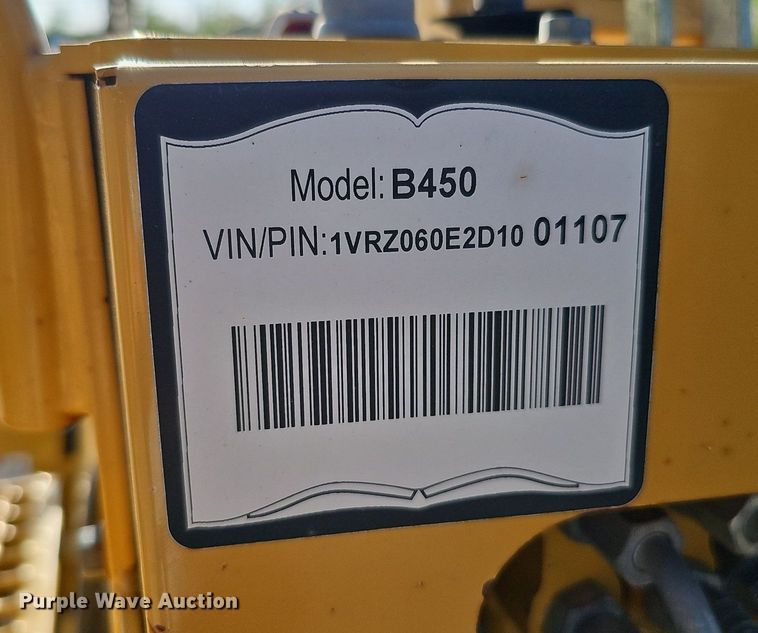 Model: B450
VIN/PIN:1VRZ060E2D10 01107
Purple Wave Auction